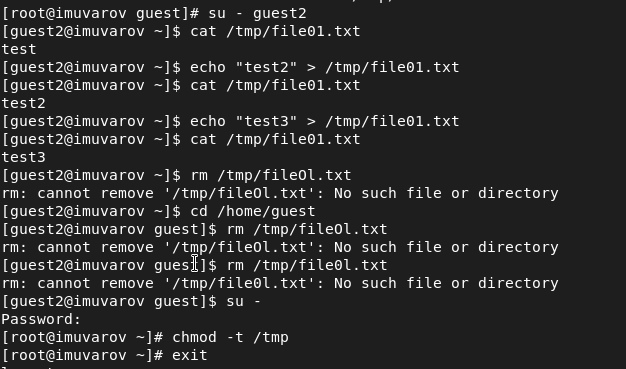 [root@imuvarov guest]# su - guest2
[guest2@imuvarov ~]$ cat /tmp/file01.txt
test
[guest2@imuvarov ~]$ echo "test2" > /tmp/file01.txt
[guest2@imuvarov ~]$ cat /tmp/file01.txt
test2
[guest2@imuvarov ~]$ echo "test3" > /tmp/file01.txt
[guest2@imuvarov ~]$ cat /tmp/file01.txt
test3
[guest2@imuvarov ~]$ rm /tmp/fileOl.txt
rm: cannot remove '/tmp/fileOl.txt': No such file or directory
[guest2@imuvarov ~]$ cd /home/guest
[guest2@imuvarov guest]$ rm /tmp/fileOl.txt
rm: cannot remove '/tmp/fileOl.txt': No such file or directory
[guest2@imuvarov guest]$ rm /tmp/file0l.txt
rm: cannot remove '/tmp/file0l.txt': No such file or directory
[guest2@imuvarov guest]$ su -
Password:
[root@imuvarov ~]# chmod -t /tmp
[root@imuvarov ~]# exit